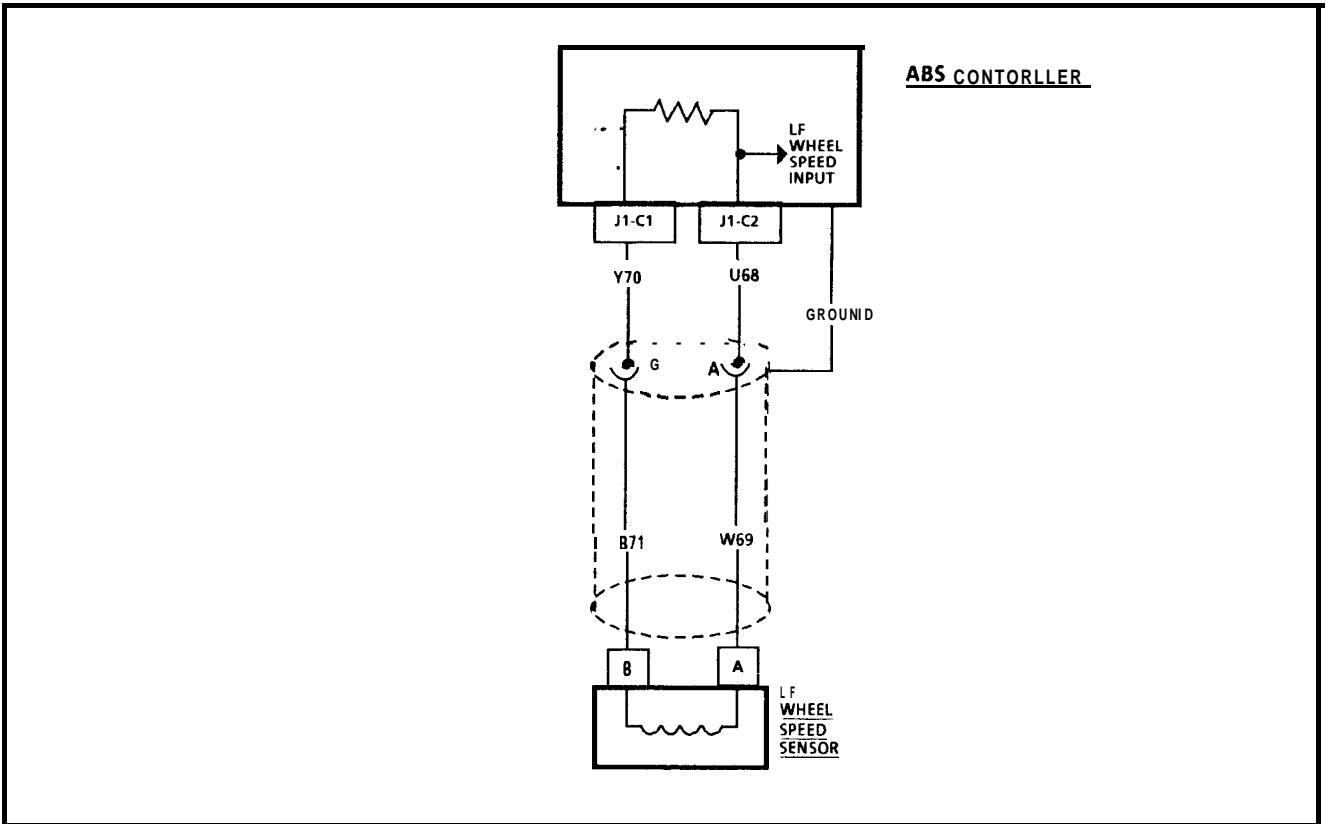 ABS CONTORLLER
LF
WHEEL
SPEED
INPUT
J1-C1 J1-C2
Y70 U68
GROUNID
G A
B71 W69
B A
LF
WHEEL
SPEED
SENSOR